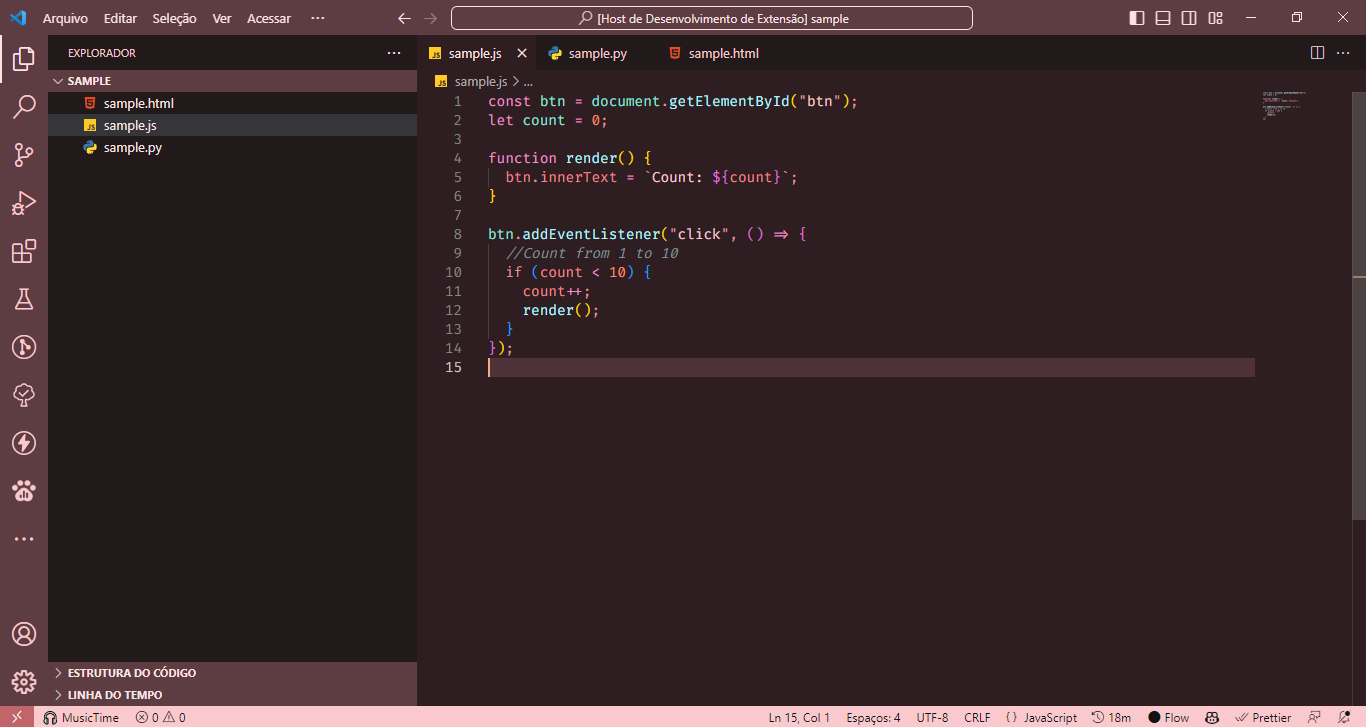 Arquivo Editar Seleção Ver Acessar ··· [Host de Desenvolvimento de Extensão] sample
EXPLORADOR ···
SAMPLE
sample.html
sample.js
sample.py
sample.js sample.py sample.html
sample.js > ...
1 const btn = document.getElementById("btn");
2 let count = 0;
3
4 function render() {
5 btn.innerText = `Count: ${count}`;
6 }
7
8 btn.addEventListener("click", () => {
9 //Count from 1 to 10
10 if (count < 10) {
11 count++;
12 render();
13 }
14 });
15
ESTRUTURA DO CÓDIGO
LINHA DO TEMPO
MusicTime 0 0 Ln 15, Col 1 Espaços: 4 UTF-8 CRLF {} JavaScript 18m Flow Prettier